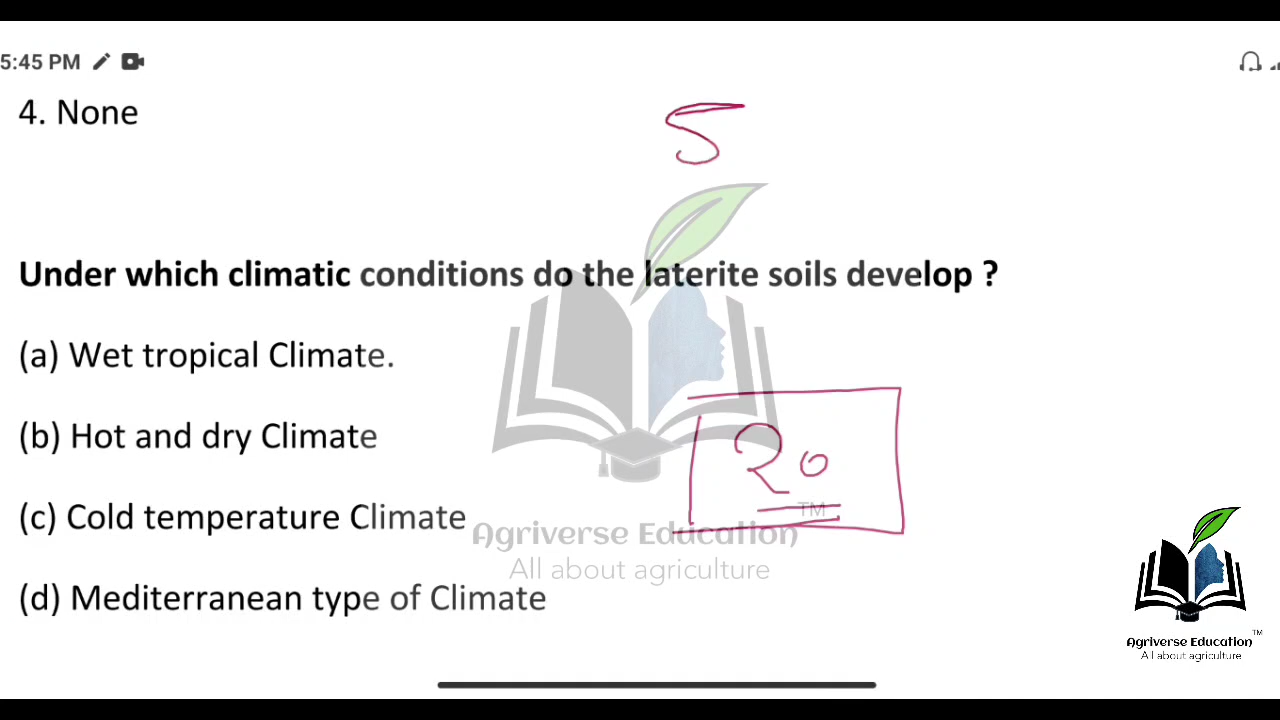 5:45 PM
4. None
5
Under which climatic conditions do the laterite soils develop ?
(a) Wet tropical Climate.
(b) Hot and dry Climate
20
(c) Cold temperature Climate
TM
Agriverse Education
All about agriculture
(d) Mediterranean type of Climate
TM
Agriverse Education
All about agriculture